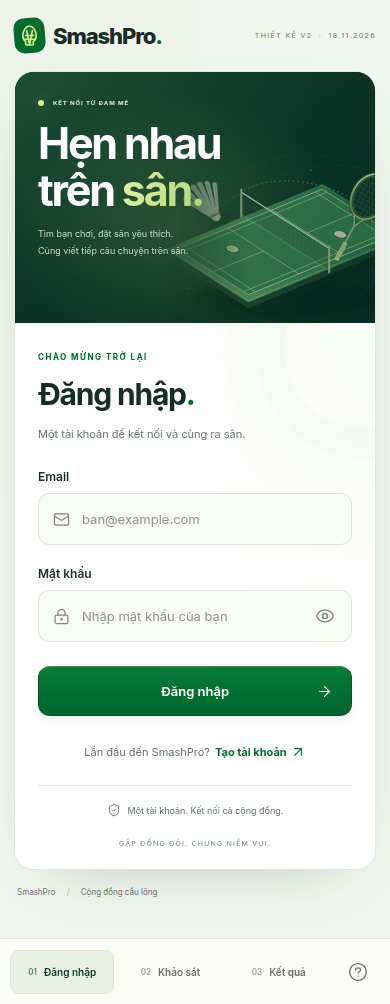 SmashPro.
THIẾT KẾ V2 · 18.11.2026
KẾT NỐI TỪ ĐAM MÊ
Hẹn nhau
trên sân.
Tìm bạn chơi, đặt sân yêu thích.
Cùng viết tiếp câu chuyện trên sân.
CHÀO MỪNG TRỞ LẠI
Đăng nhập.
Một tài khoản để kết nối và cùng ra sân.
Email
ban@example.com
Mật khẩu
Nhập mật khẩu của bạn
Đăng nhập
Lần đầu đến SmashPro? Tạo tài khoản
Một tài khoản. Kết nối cả cộng đồng.
GẶP ĐỒNG ĐỘI. CHUNG NIỀM VUI.
SmashPro / Cộng đồng cầu lông
01 Đăng nhập 02 Khảo sát 03 Kết quả